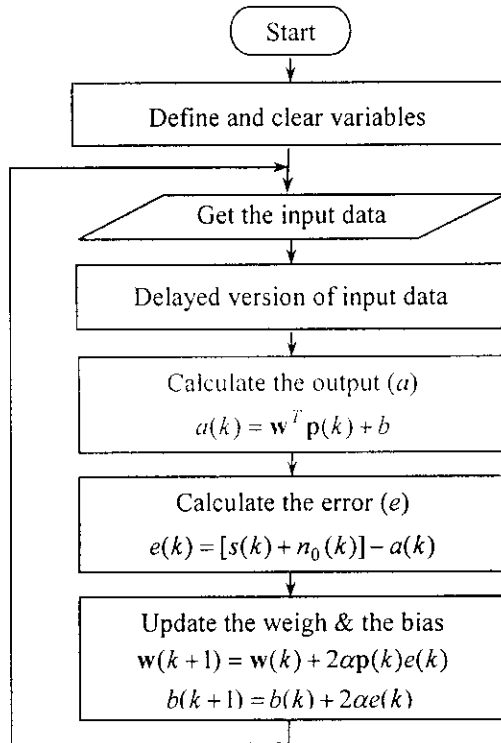 Start
Define and clear variables
Get the input data
Delayed version of input data
Calculate the output (a)
a(k) = w^T p(k) + b
Calculate the error (e)
e(k) = [s(k) + n₀(k)] − a(k)
Update the weigh & the bias
w(k+1) = w(k) + 2αp(k)e(k)
b(k+1) = b(k) + 2αe(k)